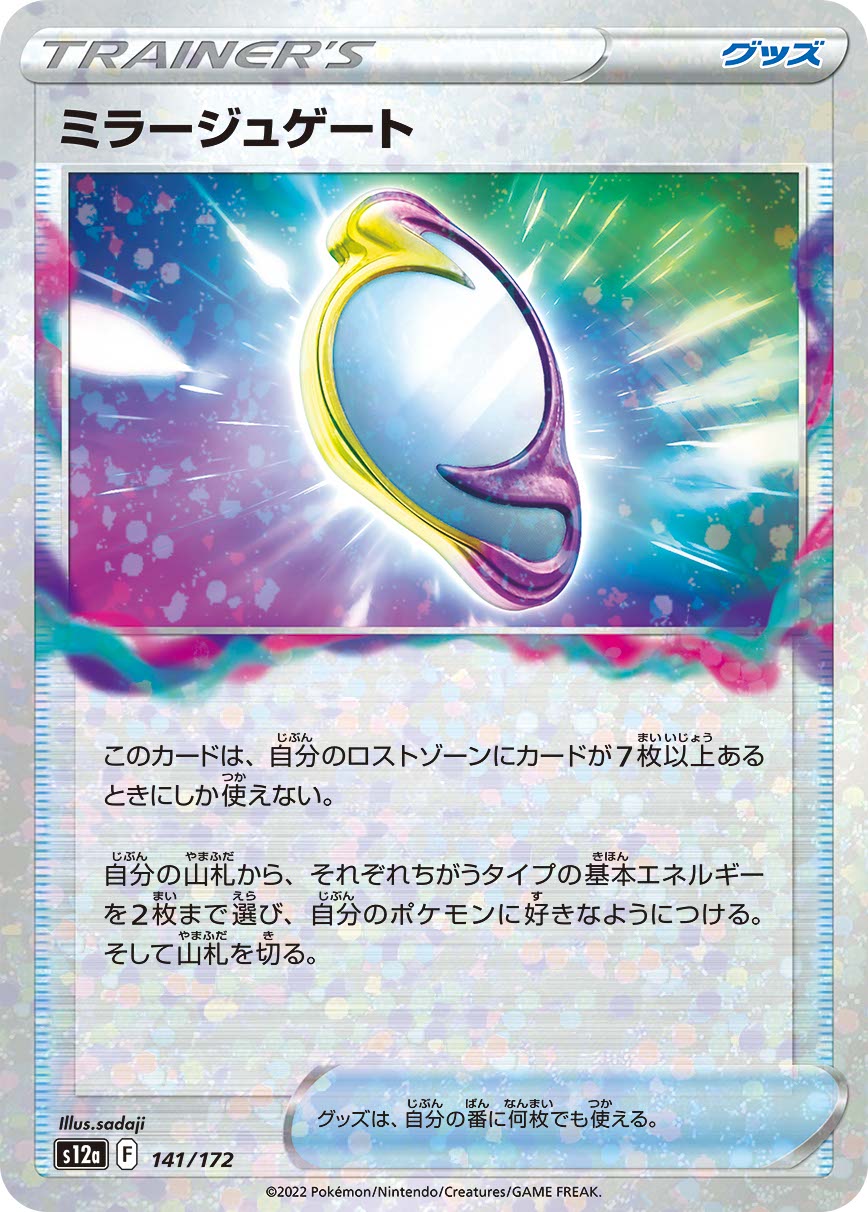 TRAINER'S
グッズ
ミラージュゲート
このカードは、自分のロストゾーンにカードが7枚以上ある
ときにしか使えない。
自分の山札から、それぞれちがうタイプの基本エネルギー
を2枚まで選び、自分のポケモンに好きなようにつける。
そして山札を切る。
グッズは、自分の番に何枚でも使える。
Illus.sadaji
s12a F 141/172
©2022 Pokémon/Nintendo/Creatures/GAME FREAK.